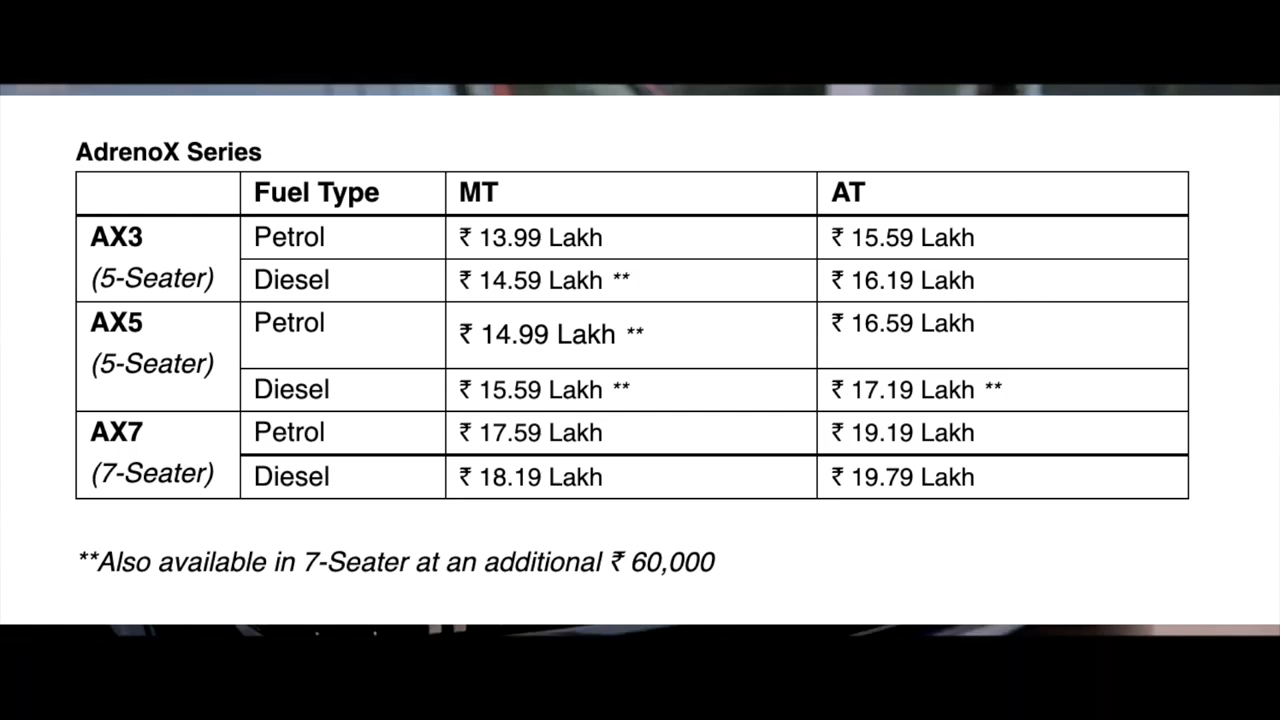 AdrenoX Series
Fuel Type MT AT
AX3 Petrol ₹ 13.99 Lakh ₹ 15.59 Lakh
(5-Seater) Diesel ₹ 14.59 Lakh ** ₹ 16.19 Lakh
AX5 Petrol ₹ 14.99 Lakh ** ₹ 16.59 Lakh
(5-Seater)
Diesel ₹ 15.59 Lakh ** ₹ 17.19 Lakh **
AX7 Petrol ₹ 17.59 Lakh ₹ 19.19 Lakh
(7-Seater) Diesel ₹ 18.19 Lakh ₹ 19.79 Lakh
**Also available in 7-Seater at an additional ₹ 60,000